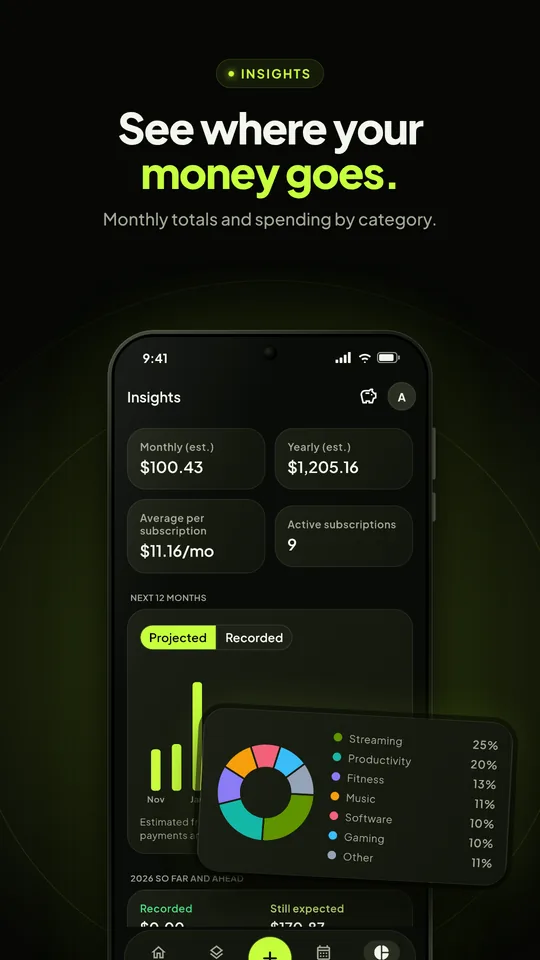 INSIGHTS
See where your
money goes.
Monthly totals and spending by category.
9:41
Insights
A
Monthly (est.)
$100.43
Yearly (est.)
$1,205.16
Average per
subscription
$11.16/mo
Active subscriptions
9
NEXT 12 MONTHS
Projected
Recorded
Nov
Estimated
payments
Streaming 25%
Productivity 20%
Fitness 13%
Music 11%
Software 10%
Gaming 10%
Other 11%
2026 SO FAR AND AHEAD
Recorded
Still expected